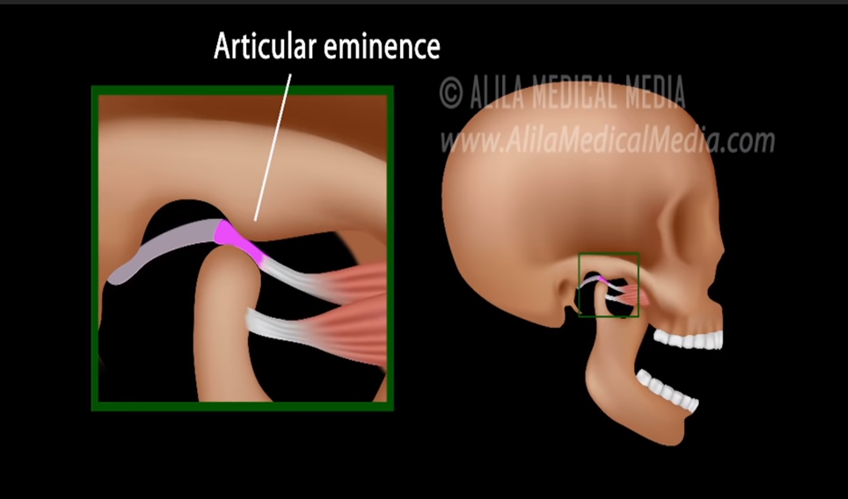 Articular eminence
© ALILA MEDICAL MEDIA
www.AlilaMedicalMedia.com